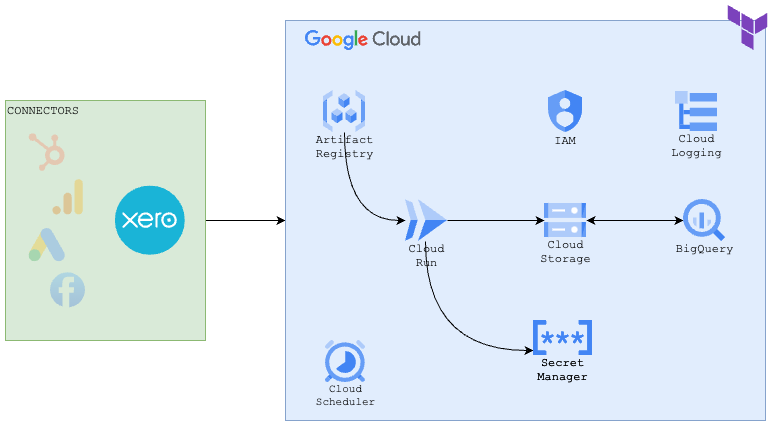 Google Cloud
CONNECTORS
xero
Artifact
Registry
IAM
Cloud
Logging
Cloud
Run
Cloud
Storage
BigQuery
[***]
Secret
Manager
Cloud
Scheduler